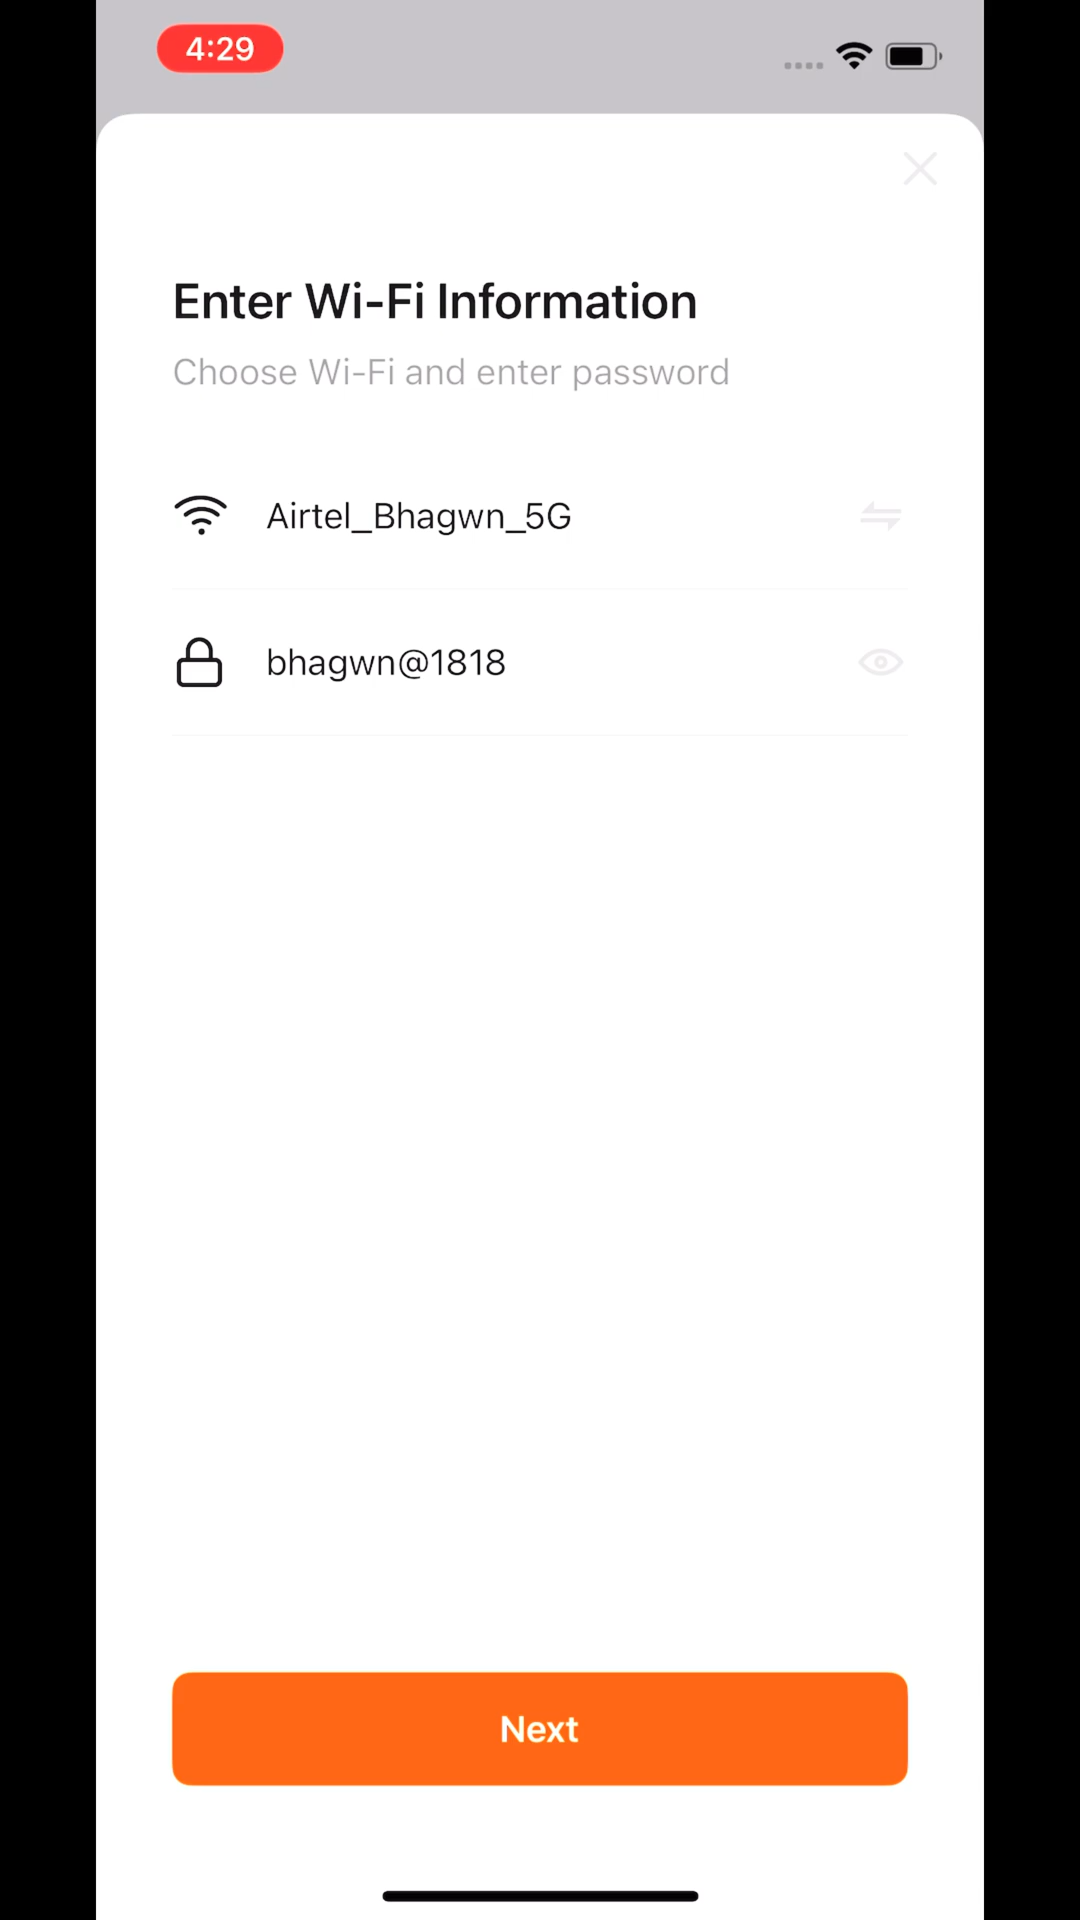 4:29
Enter Wi-Fi Information
Choose Wi-Fi and enter password
Airtel_Bhagwn_5G
bhagwn@1818
Next